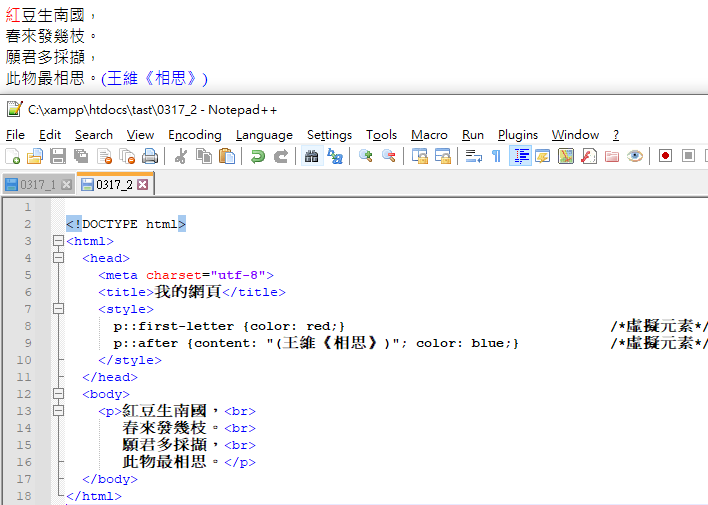 紅豆生南國，
春來發幾枝。
願君多採擷，
此物最相思。(王維《相思》)
C:\xampp\htdocs\tast\0317_2 - Notepad++
File Edit Search View Encoding Language Settings Tools Macro Run Plugins Window ?
0317_1 0317_2
1
2 <!DOCTYPE html>
3 <html>
4 <head>
5 <meta charset="utf-8">
6 <title>我的網頁</title>
7 <style>
8 p::first-letter {color: red;} /*虛擬元素*/
9 p::after {content: "(王維《相思》)"; color: blue;} /*虛擬元素*/
10 </style>
11 </head>
12 <body>
13 <p>紅豆生南國，<br>
14 春來發幾枝。<br>
15 願君多採擷，<br>
16 此物最相思。</p>
17 </body>
18 </html>